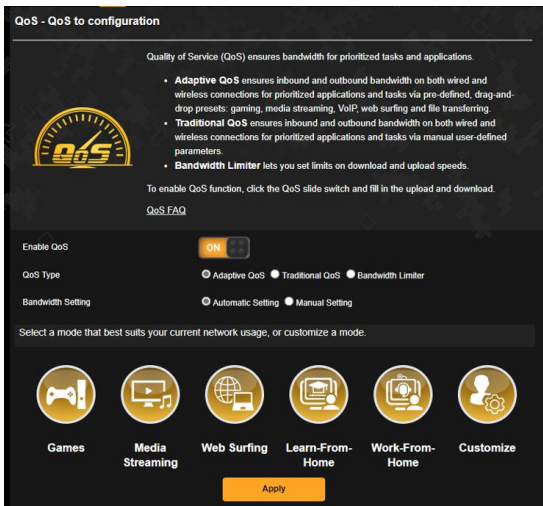 QoS - QoS to configuration
Quality of Service (QoS) ensures bandwidth for prioritized tasks and applications.
Adaptive QoS ensures inbound and outbound bandwidth on both wired and
wireless connections for prioritized applications and tasks via pre-defined, drag-and-
drop presets: gaming, media streaming, VoIP, web surfing and file transferring.
Traditional QoS ensures inbound and outbound bandwidth on both wired and
wireless connections for prioritized applications and tasks via manual user-defined
parameters.
Bandwidth Limiter lets you set limits on download and upload speeds.
QoS
To enable QoS function, click the QoS slide switch and fill in the upload and download.
QoS FAQ
Enable QoS ON
QoS Type Adaptive QoS Traditional QoS Bandwidth Limiter
Bandwidth Setting Automatic Setting Manual Setting
Select a mode that best suits your current network usage, or customize a mode.
Games Media Web Surfing Learn-From- Work-From- Customize
Streaming Home Home
Apply